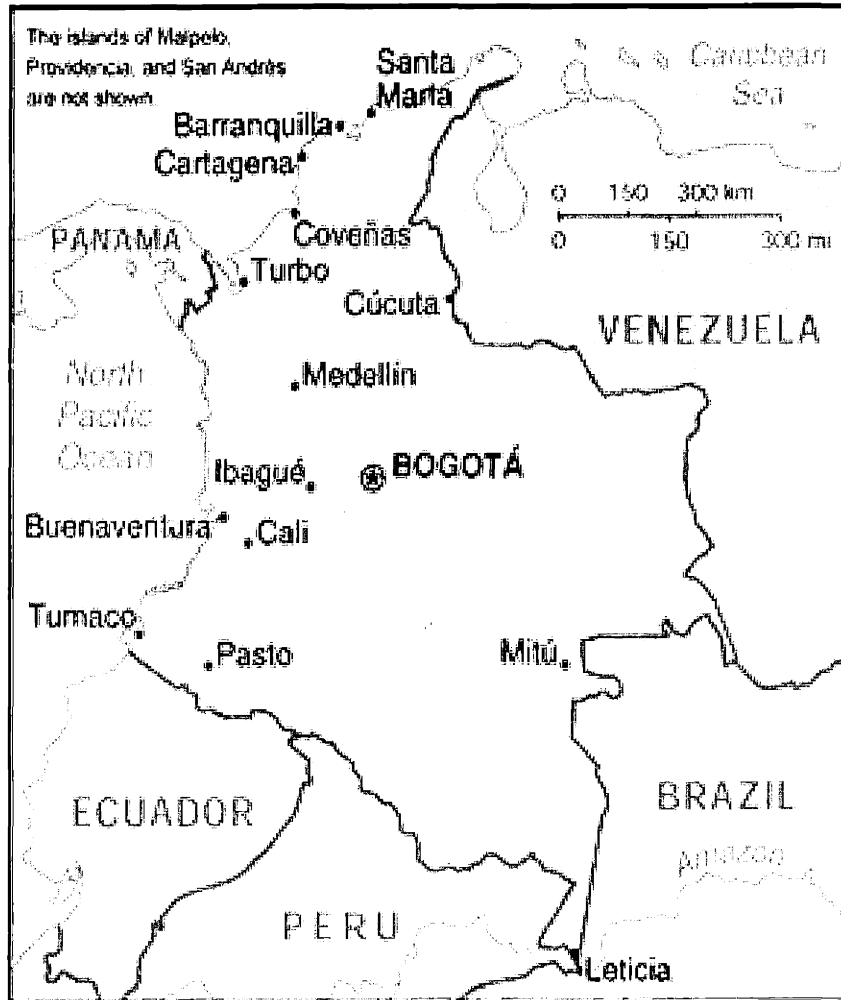 The islands of Malpelo,
Providencia, and San Andrés
are not shown
Santa
Marta
Caribbean
Sea
Barranquilla
Cartagena
0 150 300 km
0 150 300 mi
PANAMA
Coveñas
Turbo
Cúcuta
VENEZUELA
North
Pacific
Ocean
Medellín
Ibagué
BOGOTÁ
Buenaventura
Cali
Tumaco
Pasto
Mitú
ECUADOR
BRAZIL
Amazon
PERU
Leticia